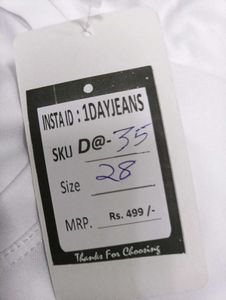 INSTA ID : 1DAYJEANS
SKU D@-35
Size 28
MRP. Rs. 499 /-
Thanks For Choosing